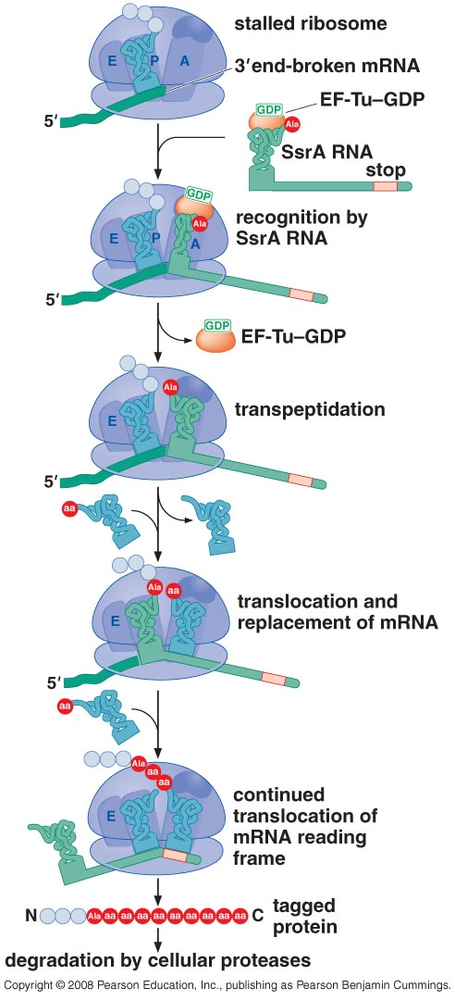 stalled ribosome
E P A
3′end-broken mRNA
5′
GDP
EF-Tu–GDP
Ala
SsrA RNA
stop
GDP
recognition by
SsrA RNA
Ala
E P A
5′
GDP
EF-Tu–GDP
Ala
transpeptidation
E
5′
aa
Ala aa
translocation and
replacement of mRNA
E
5′
aa
Ala
aa
aa
continued
translocation of
mRNA reading
frame
E
N Ala aa aa aa aa aa aa aa aa aa C
tagged
protein
degradation by cellular proteases
Copyright © 2008 Pearson Education, Inc., publishing as Pearson Benjamin Cummings.